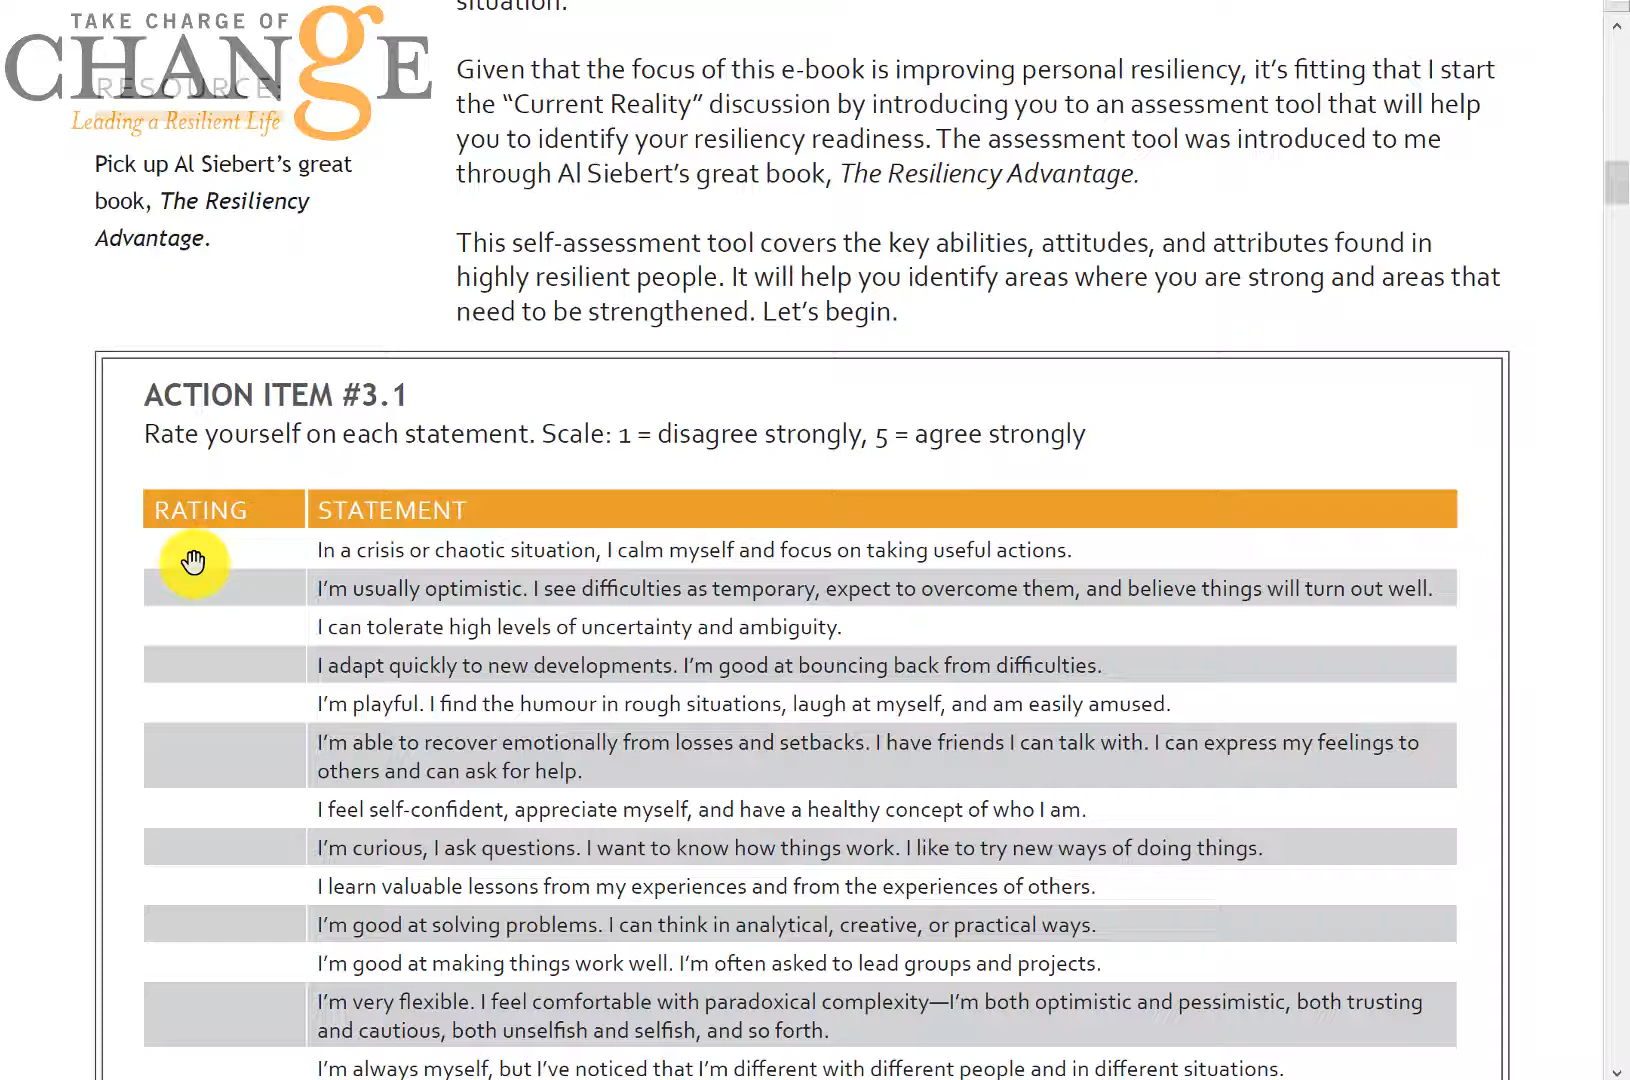 situation.
TAKE CHARGE OF
CHANgE
RESOURCE:
Leading a Resilient Life
Pick up Al Siebert’s great
book, The Resiliency
Advantage.
Given that the focus of this e-book is improving personal resiliency, it’s fitting that I start
the “Current Reality” discussion by introducing you to an assessment tool that will help
you to identify your resiliency readiness. The assessment tool was introduced to me
through Al Siebert’s great book, The Resiliency Advantage.
This self-assessment tool covers the key abilities, attitudes, and attributes found in
highly resilient people. It will help you identify areas where you are strong and areas that
need to be strengthened. Let’s begin.
ACTION ITEM #3.1
Rate yourself on each statement. Scale: 1 = disagree strongly, 5 = agree strongly
RATING STATEMENT
In a crisis or chaotic situation, I calm myself and focus on taking useful actions.
I’m usually optimistic. I see difficulties as temporary, expect to overcome them, and believe things will turn out well.
I can tolerate high levels of uncertainty and ambiguity.
I adapt quickly to new developments. I’m good at bouncing back from difficulties.
I’m playful. I find the humour in rough situations, laugh at myself, and am easily amused.
I’m able to recover emotionally from losses and setbacks. I have friends I can talk with. I can express my feelings to
others and can ask for help.
I feel self-confident, appreciate myself, and have a healthy concept of who I am.
I’m curious, I ask questions. I want to know how things work. I like to try new ways of doing things.
I learn valuable lessons from my experiences and from the experiences of others.
I’m good at solving problems. I can think in analytical, creative, or practical ways.
I’m good at making things work well. I’m often asked to lead groups and projects.
I’m very flexible. I feel comfortable with paradoxical complexity—I’m both optimistic and pessimistic, both trusting
and cautious, both unselfish and selfish, and so forth.
I’m always myself, but I’ve noticed that I’m different with different people and in different situations.